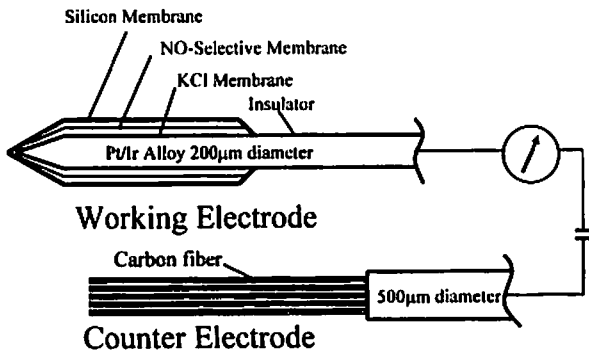 Silicon Membrane
NO-Selective Membrane
KCl Membrane
Insulator
Pt/Ir Alloy 200μm diameter
Working Electrode
Carbon fiber
500μm diameter
Counter Electrode